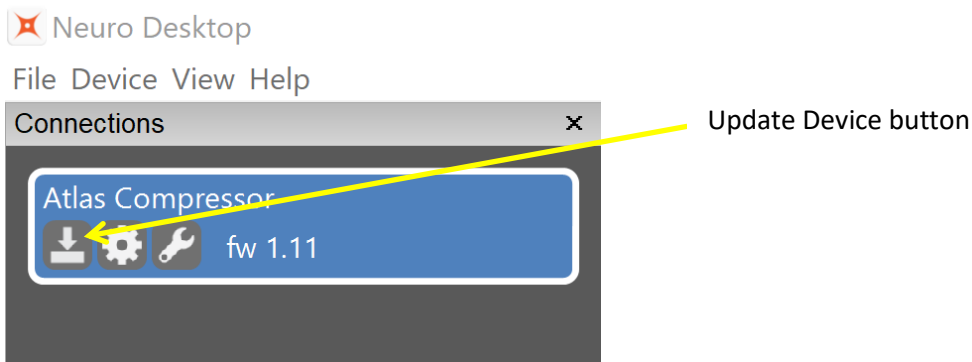 Neuro Desktop
File Device View Help
Connections
Update Device button
Atlas Compressor
fw 1.11